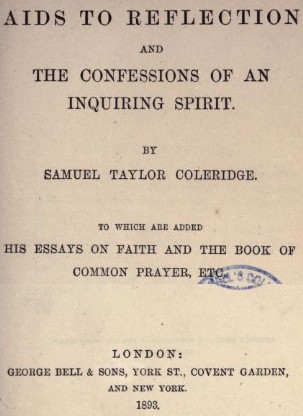 AIDS TO REFLECTION
AND
THE CONFESSIONS OF AN
INQUIRING SPIRIT.
BY
SAMUEL TAYLOR COLERIDGE.
TO WHICH ARE ADDED
HIS ESSAYS ON FAITH AND THE BOOK OF
COMMON PRAYER, ETC
LONDON:
GEORGE BELL & SONS, YORK ST., COVENT GARDEN,
AND NEW YORK.
1893.